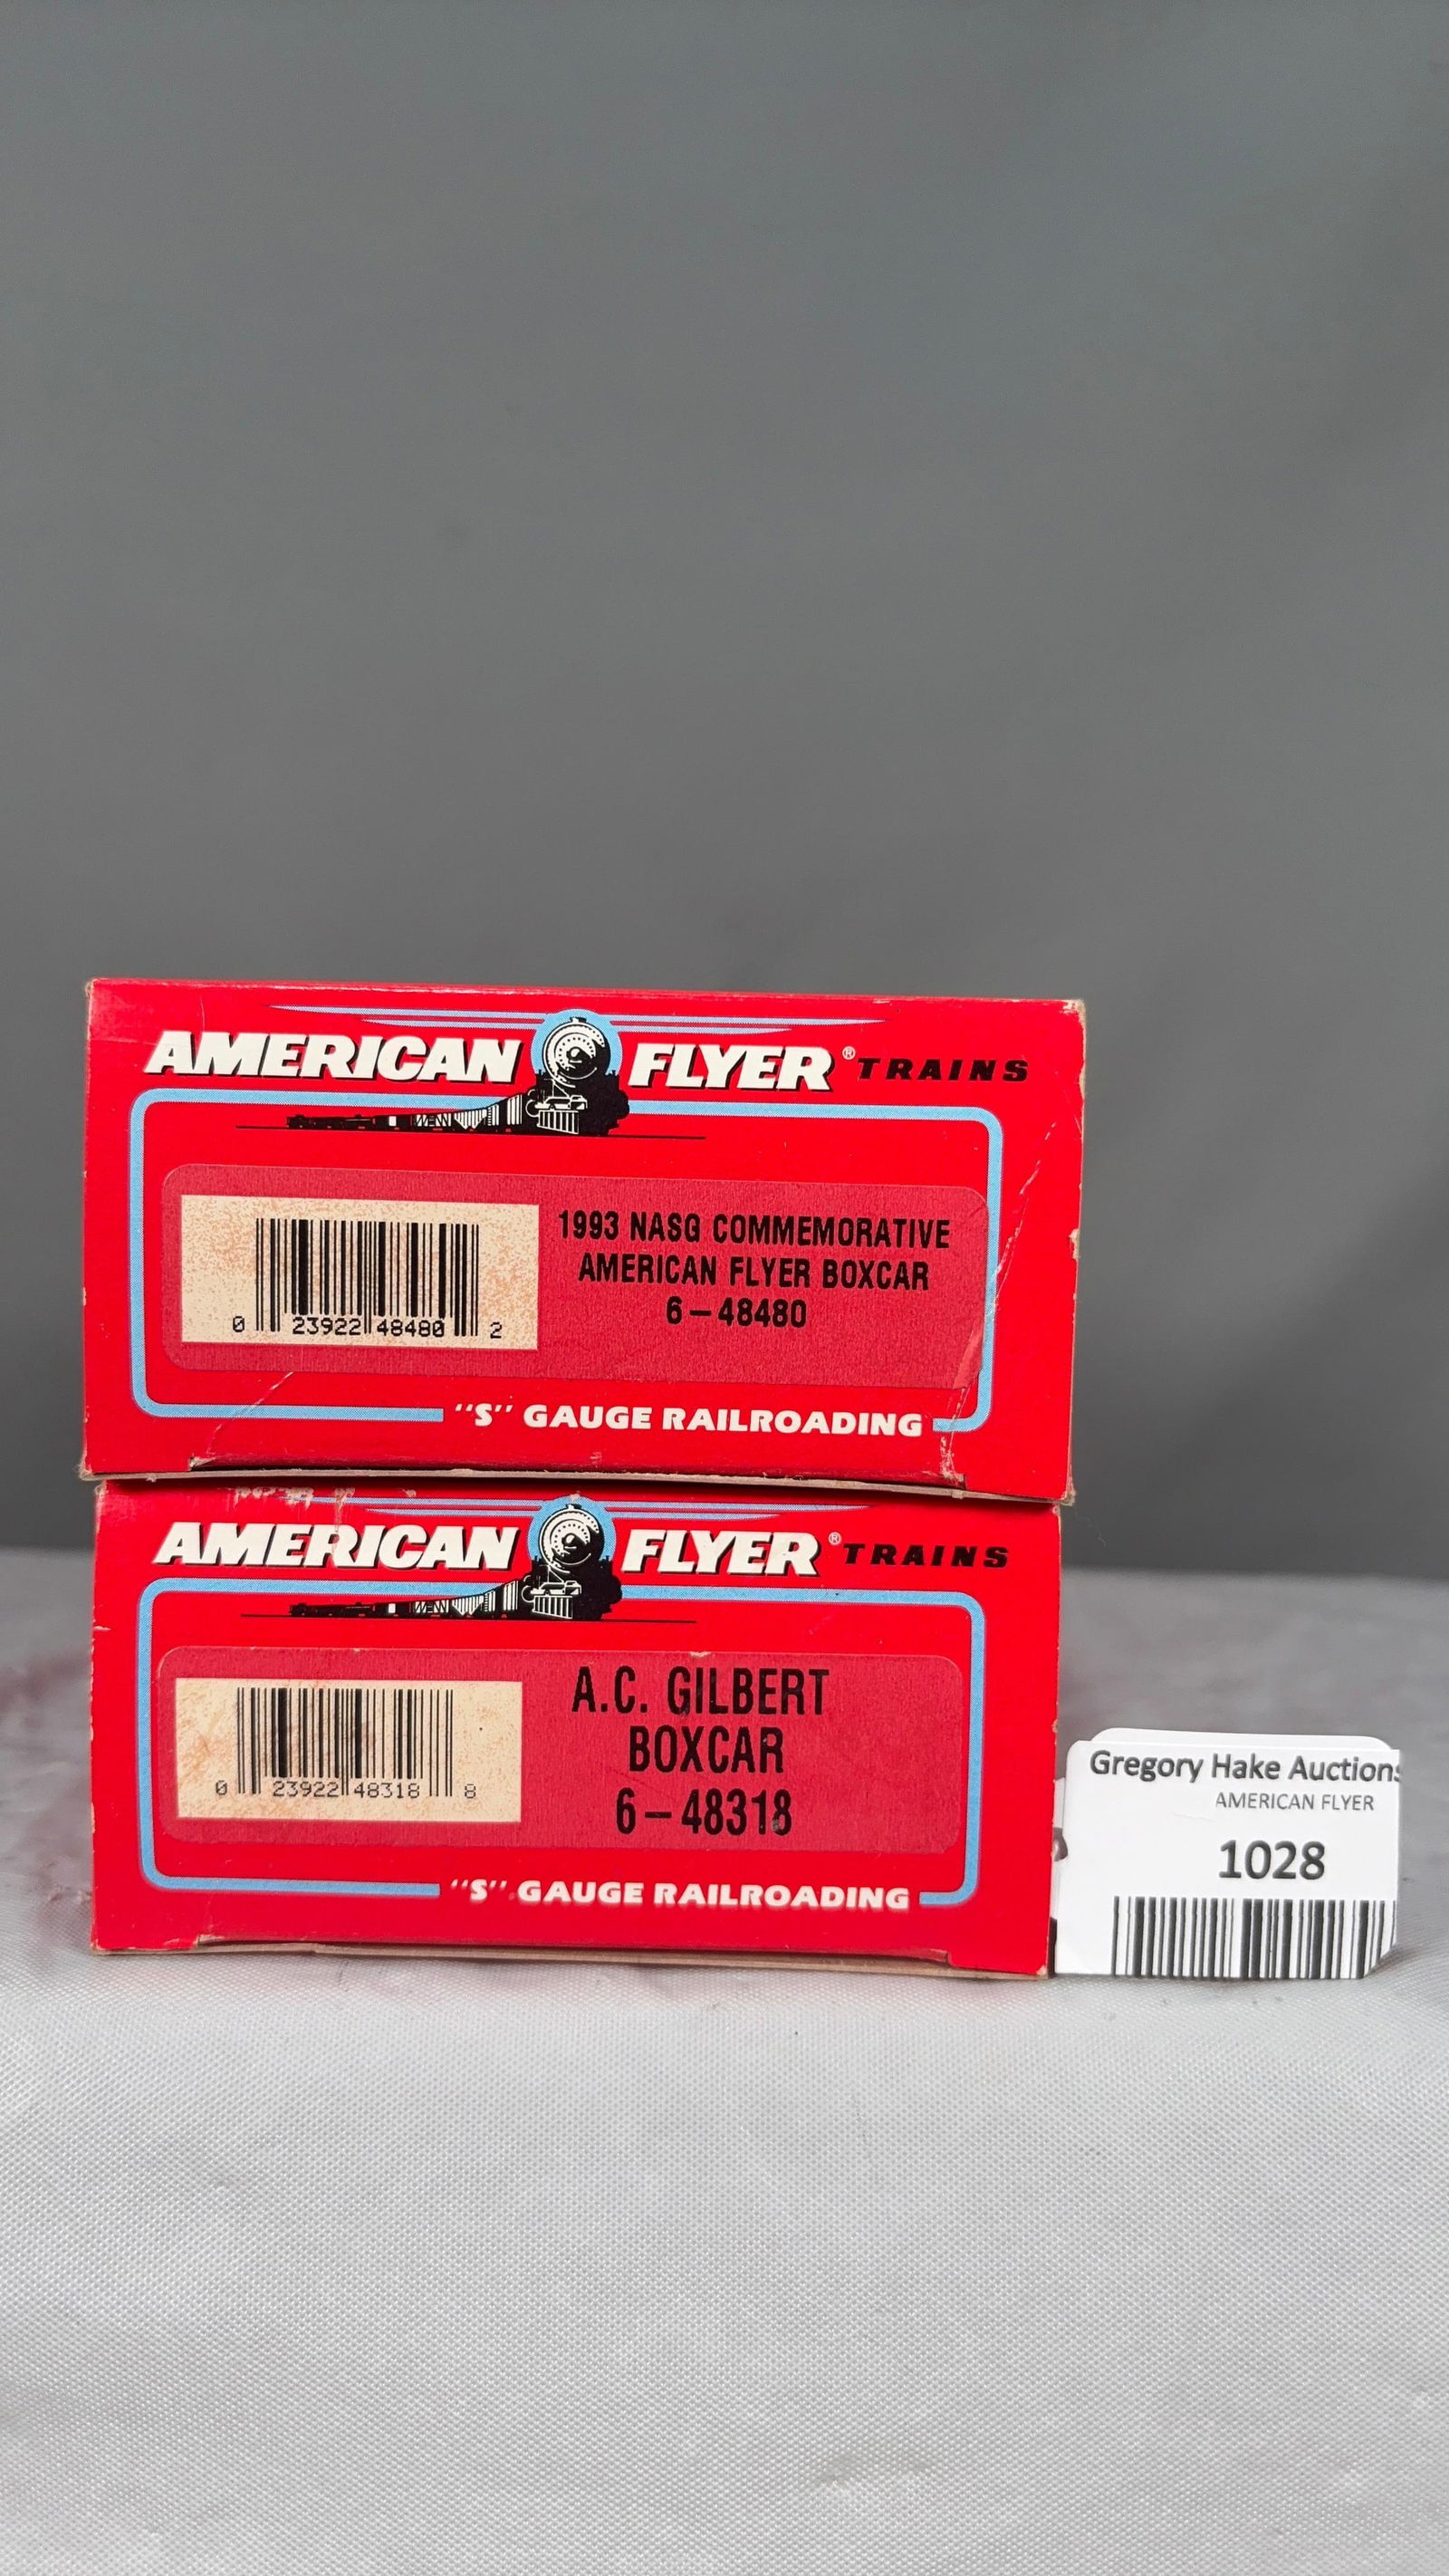 AMERICAN FLYER® TRAINS
1993 NASG COMMEMORATIVE
AMERICAN FLYER BOXCAR
6-48480
0 23922 48480 2
"S" GAUGE RAILROADING
AMERICAN FLYER® TRAINS
A.C. GILBERT
BOXCAR
6-48318
0 23922 48318 8
"S" GAUGE RAILROADING
Gregory Hake Auctions
AMERICAN FLYER
1028